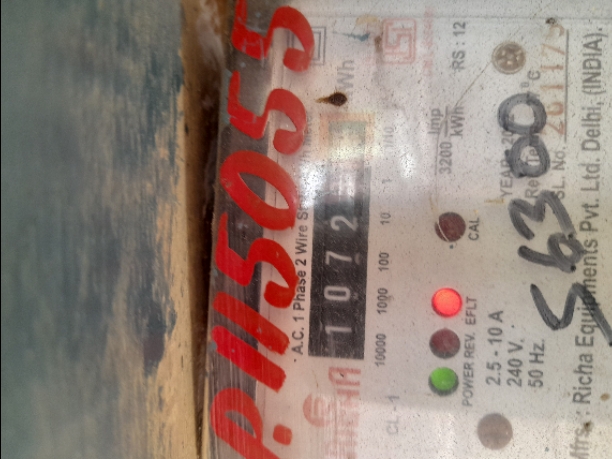 P.115055
A.C. 1 Phase 2 Wire
kWh
1 0 7 2
10000 1000 100 10 1
CL - 1
3200 Imp/kWh
RS : 12
CAL
POWER REV. EFLT
2.5 - 10 A
240 V.
50 Hz.
YEAR
°C
SL. No.
S6300
Mfrs. : Richa Equipments Pvt. Ltd. Delhi, (INDIA).